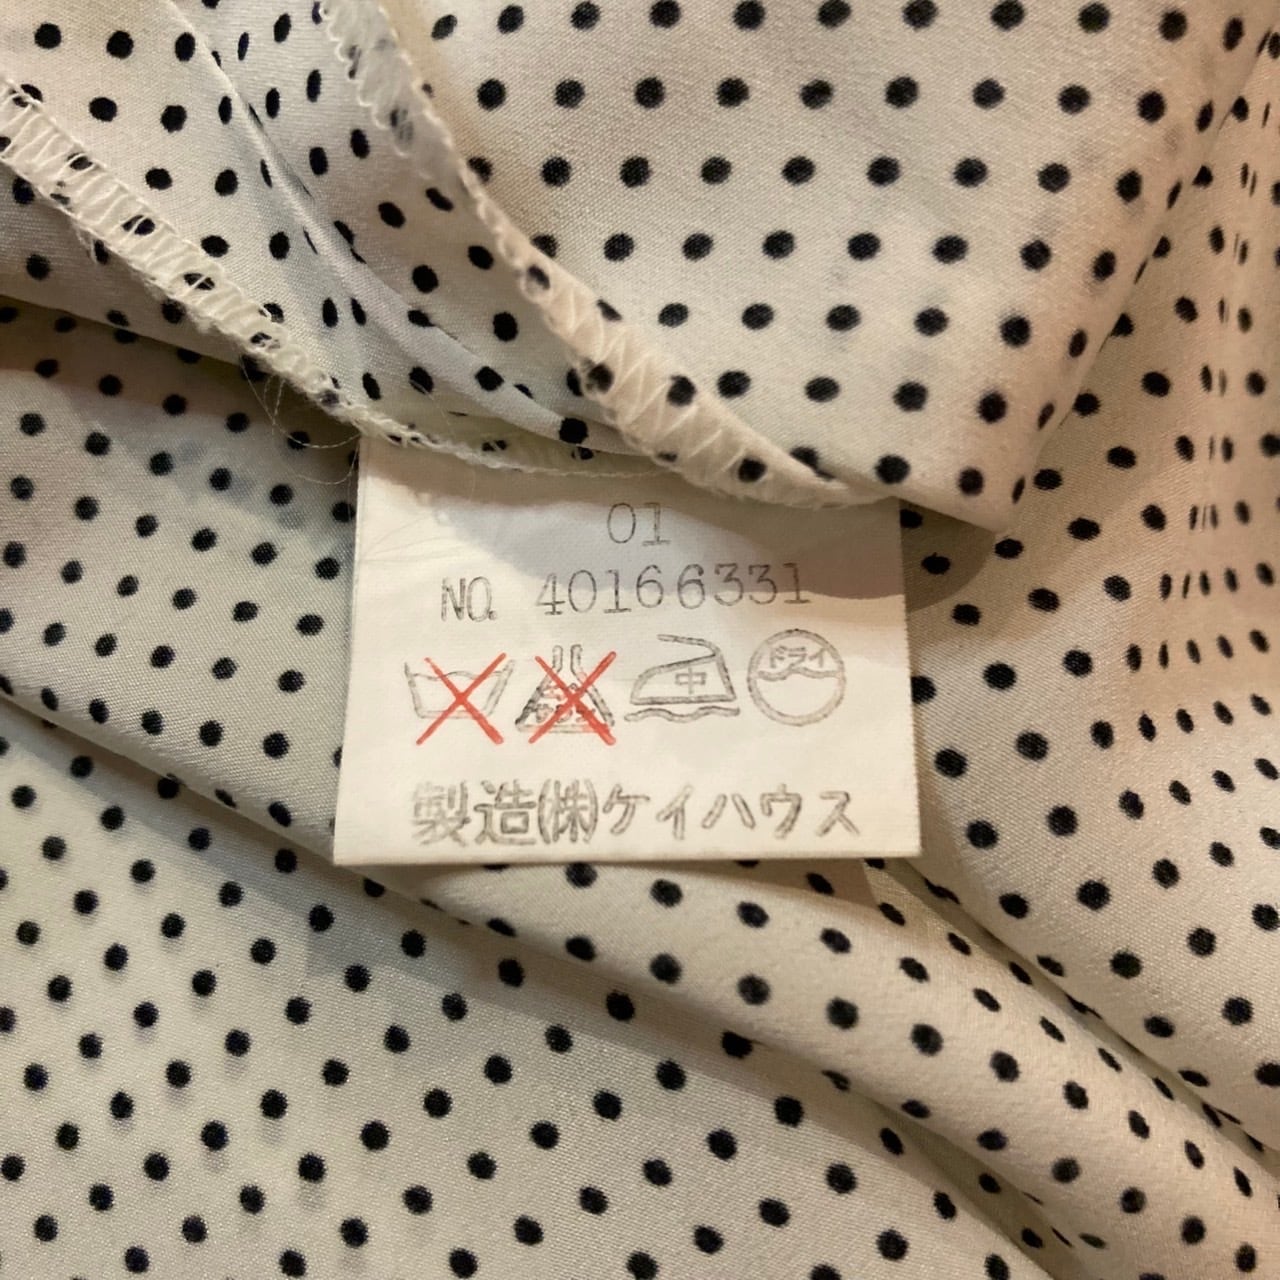 01
NO. 40166331
中 ドライ
製造(株)ケイハウス